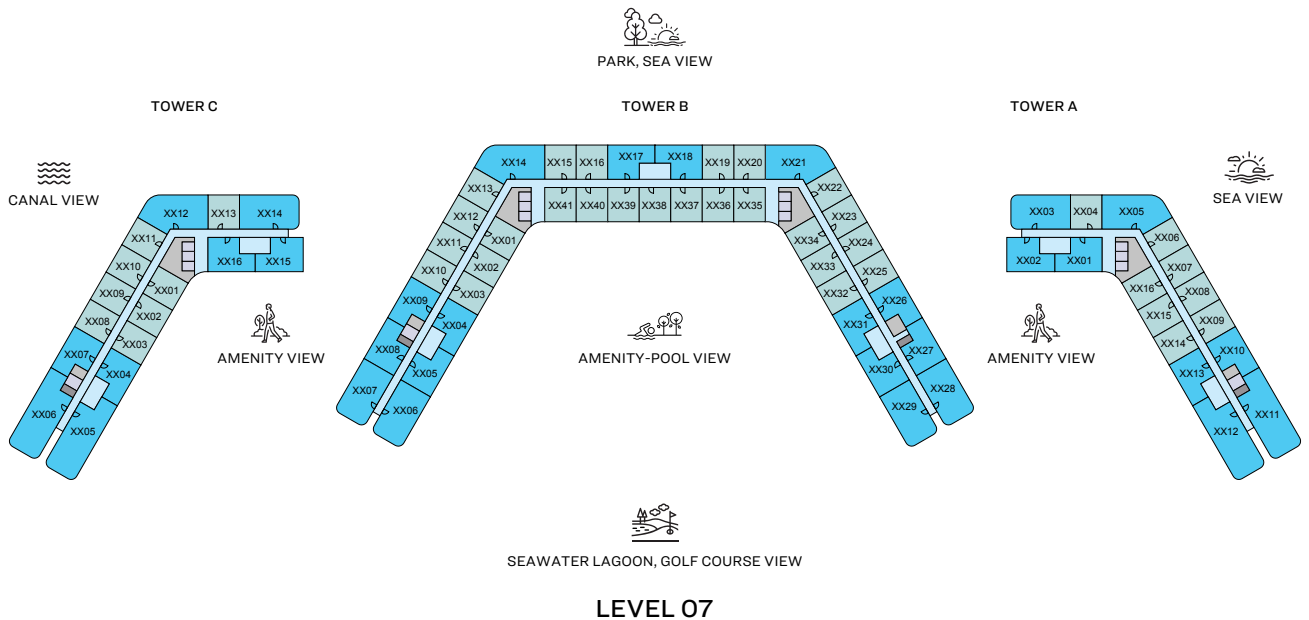 PARK, SEA VIEW
TOWER C
TOWER B
TOWER A
CANAL VIEW
SEA VIEW
XX12 XX13 XX14
XX11
XX10
XX09
XX08
XX07
XX06
XX16 XX15
XX01
XX02
XX03
XX04
XX05
AMENITY VIEW
XX14 XX15 XX16 XX17 XX18 XX19 XX20 XX21
XX13
XX12
XX11
XX10
XX09
XX08
XX07
XX41 XX40 XX39 XX38 XX37 XX36 XX35
XX01
XX02
XX03
XX04
XX05
XX06
XX22
XX23
XX24
XX25
XX26
XX27
XX28
XX34
XX33
XX32
XX31
XX30
XX29
AMENITY-POOL VIEW
XX03 XX04 XX05
XX02 XX01
XX06
XX07
XX08
XX09
XX10
XX11
XX16
XX15
XX14
XX13
XX12
AMENITY VIEW
SEAWATER LAGOON, GOLF COURSE VIEW
LEVEL 07